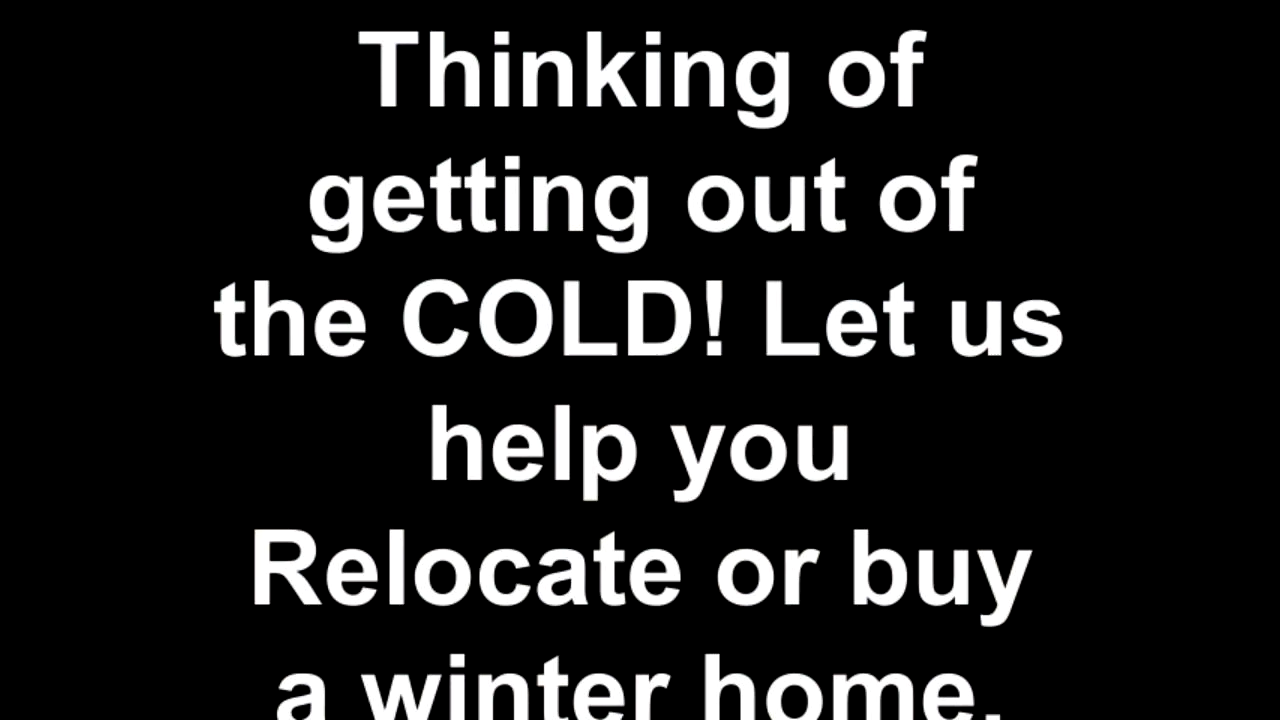 Thinking of
getting out of
the COLD! Let us
help you
Relocate or buy
a winter home.